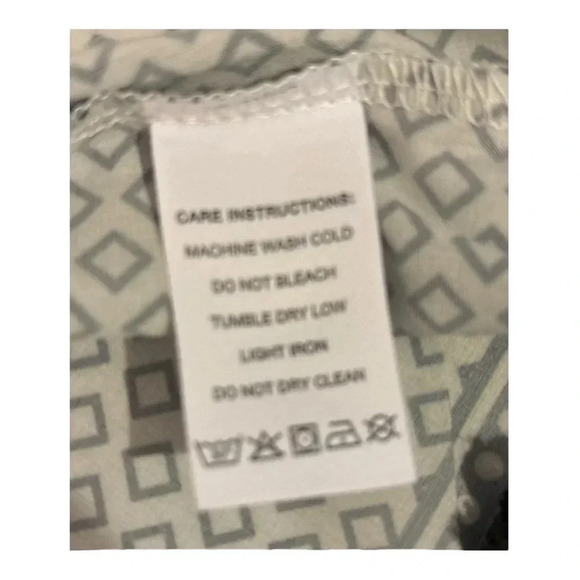 CARE INSTRUCTIONS:
MACHINE WASH COLD
DO NOT BLEACH
TUMBLE DRY LOW
LIGHT IRON
DO NOT DRY CLEAN